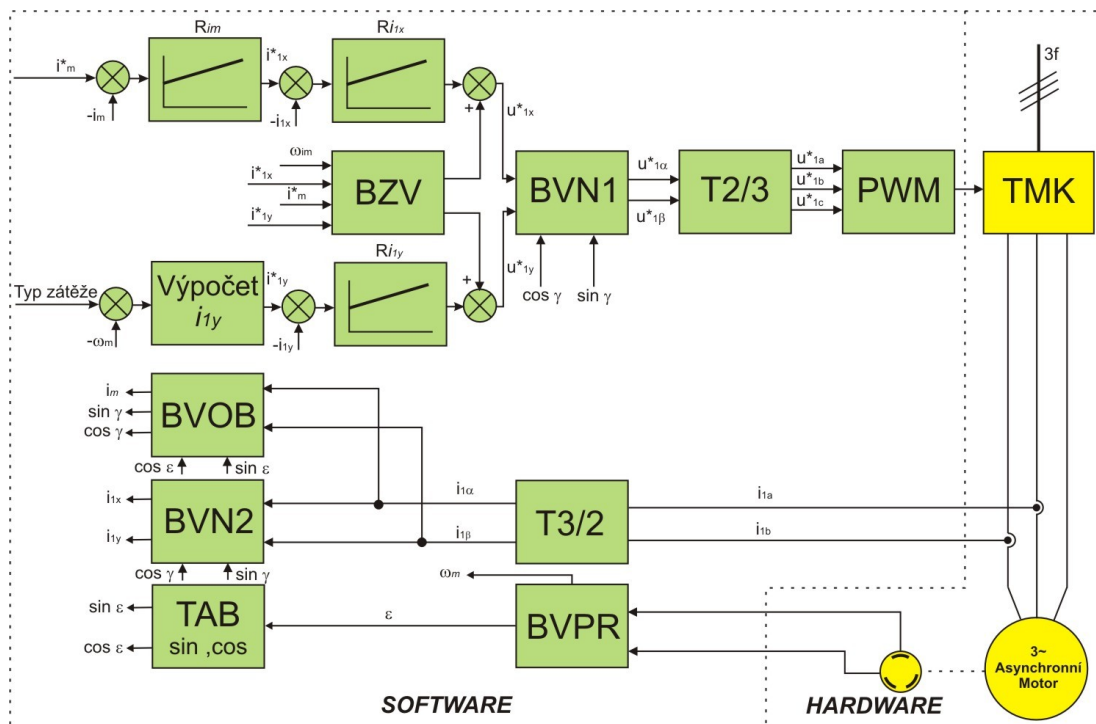 Rim
Ri1x
3f
i*m
i*1x
-im
-i1x
+
u*1x
ωim
i*1x
i*m
i*1y
BZV
BVN1
u*1α
u*1β
T2/3
u*1a
u*1b
u*1c
PWM
TMK
cos γ
sin γ
Typ zátěže
Výpočet
i1y
i*1y
Ri1y
+
u*1y
-ωm
-i1y
im
sin γ
cos γ
BVOB
cos ε
sin ε
i1x
i1y
BVN2
i1α
i1β
T3/2
i1a
i1b
cos γ
sin γ
sin ε
cos ε
TAB
sin ,cos
ε
ωm
BVPR
3~
Asynchronní
Motor
SOFTWARE
HARDWARE